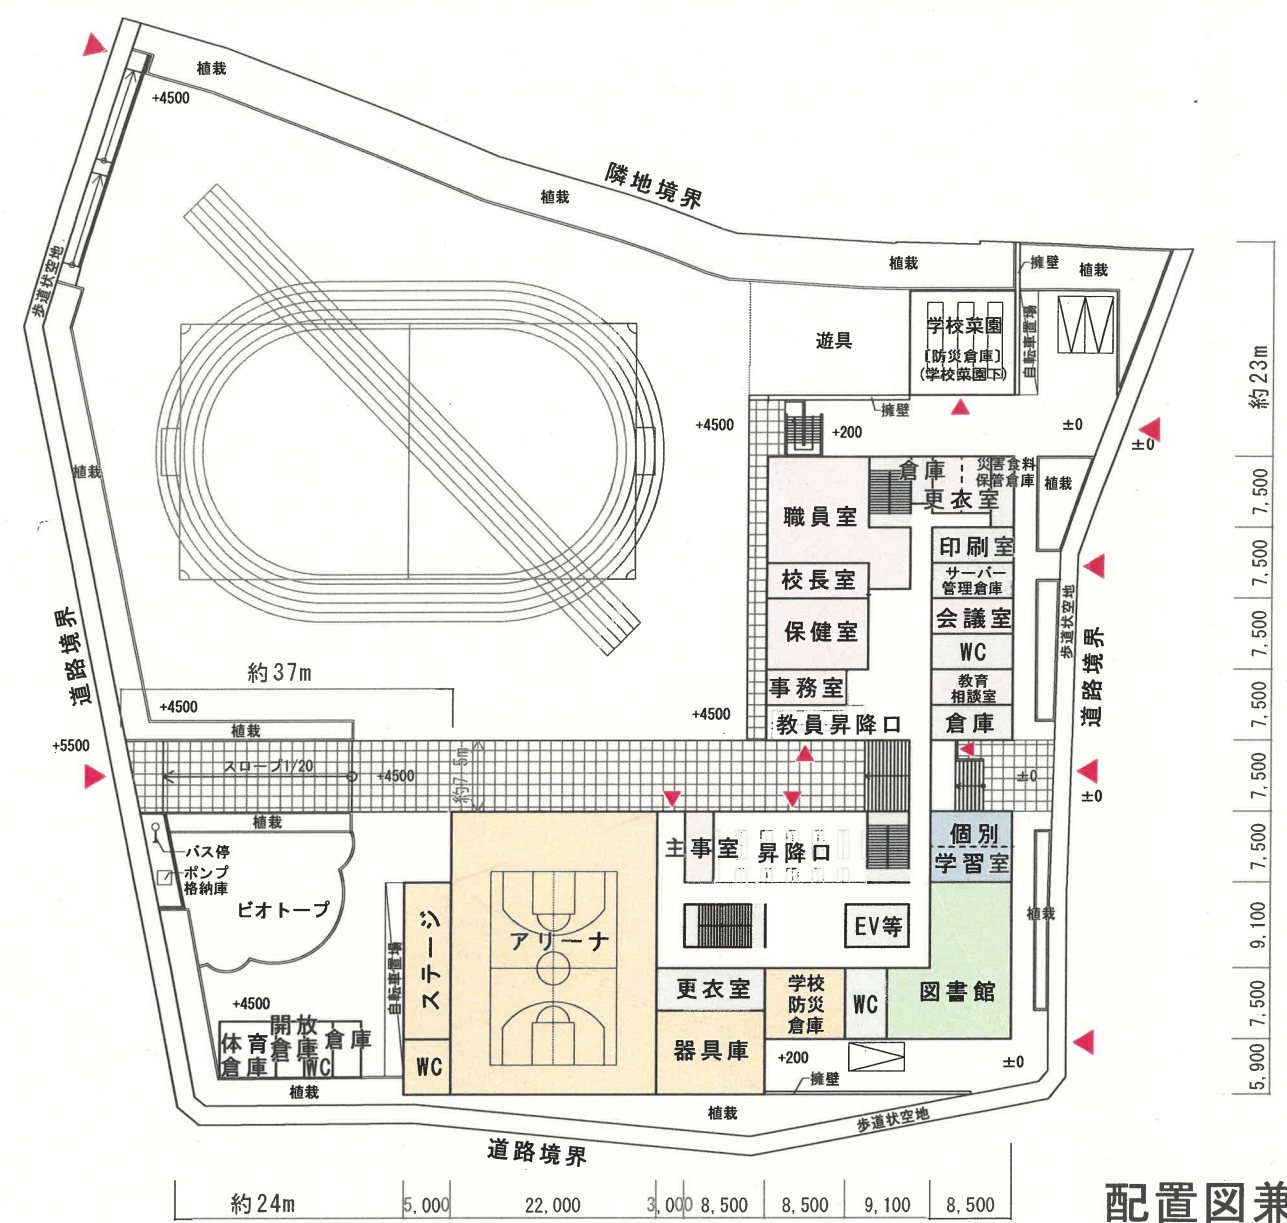 植栽
+4500
隣地境界
植栽
植栽
擁壁
植栽
歩道状空地
遊具
学校菜園
(防災倉庫)
(学校菜園下)
自転車置場
約23m
擁壁
+4500
+200
±0
±0
植栽
倉庫
災害食料
保管倉庫
更衣室
植栽
職員室
7,500
印刷室
7,500
校長室
サーバー
管理倉庫
保健室
会議室
歩道状空地
7,500
道路境界
WC
道路境界
約37m
事務室
教育
相談室
7,500
+4500
植栽
+4500
教員昇降口
倉庫
+5500
スロープ1/20
+4500
約7.5m
±0
±0
7,500
植栽
バス停
ポンプ
格納庫
主事室
昇降口
個別
学習室
7,500
ビオトープ
ステージ
アリーナ
EV等
植栽
9,100
自転車置場
更衣室
学校
防災
倉庫
WC
図書館
7,500
+4500
体育
倉庫
開放
倉庫
倉庫
WC
WC
器具庫
+200
±0
5,900
擁壁
植栽
植栽
歩道状空地
道路境界
約24m
5,000
22,000
3,000
8,500
8,500
9,100
8,500
配置図兼